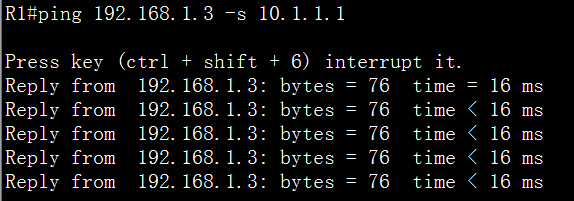 R1#ping 192.168.1.3 -s 10.1.1.1
Press key (ctrl + shift + 6) interrupt it.
Reply from  192.168.1.3: bytes = 76  time = 16 ms
Reply from  192.168.1.3: bytes = 76  time < 16 ms
Reply from  192.168.1.3: bytes = 76  time < 16 ms
Reply from  192.168.1.3: bytes = 76  time < 16 ms
Reply from  192.168.1.3: bytes = 76  time < 16 ms